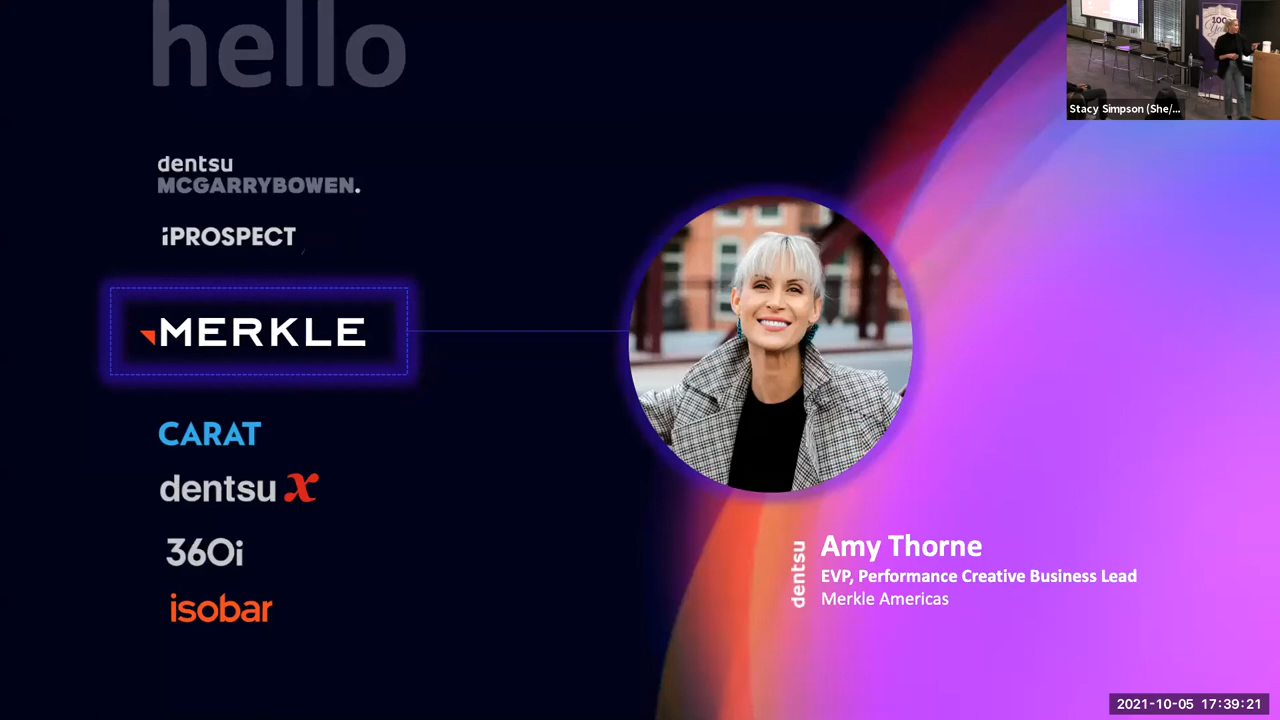 hello
dentsu
MCGARRYBOWEN.
iPROSPECT
MERKLE
CARAT
dentsu x
360i
isobar
dentsu
Amy Thorne
EVP, Performance Creative Business Lead
Merkle Americas
100
Stacy Simpson (She/...
2021-10-05 17:39:21